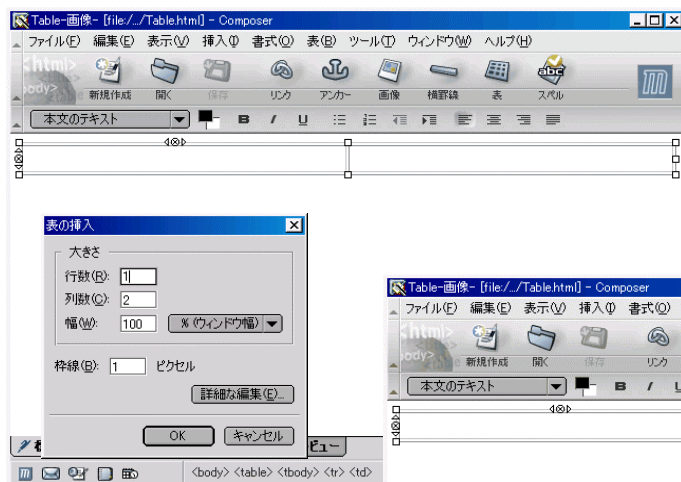 Table-画像- [file:/.../Table.html] - Composer
ファイル(F) 編集(E) 表示(V) 挿入(I) 書式(O) 表(B) ツール(T) ウィンドウ(W) ヘルプ(H)
新規作成 開く 保存 リンク アンカー 画像 横罫線 表 スペル
本文のテキスト B I U
表の挿入
大きさ
行数(R): 1
列数(C): 2
幅(W): 100 % (ウィンドウ幅)
枠線(B): 1 ピクセル
詳細な編集(E)...
OK キャンセル
ビュー
<body> <table> <tbody> <tr> <td>
Table-画像- [file:/.../Table.html] - Composer
ファイル(F) 編集(E) 表示(V) 挿入(I) 書式(O)
新規作成 開く 保存 リンク
本文のテキスト B I U